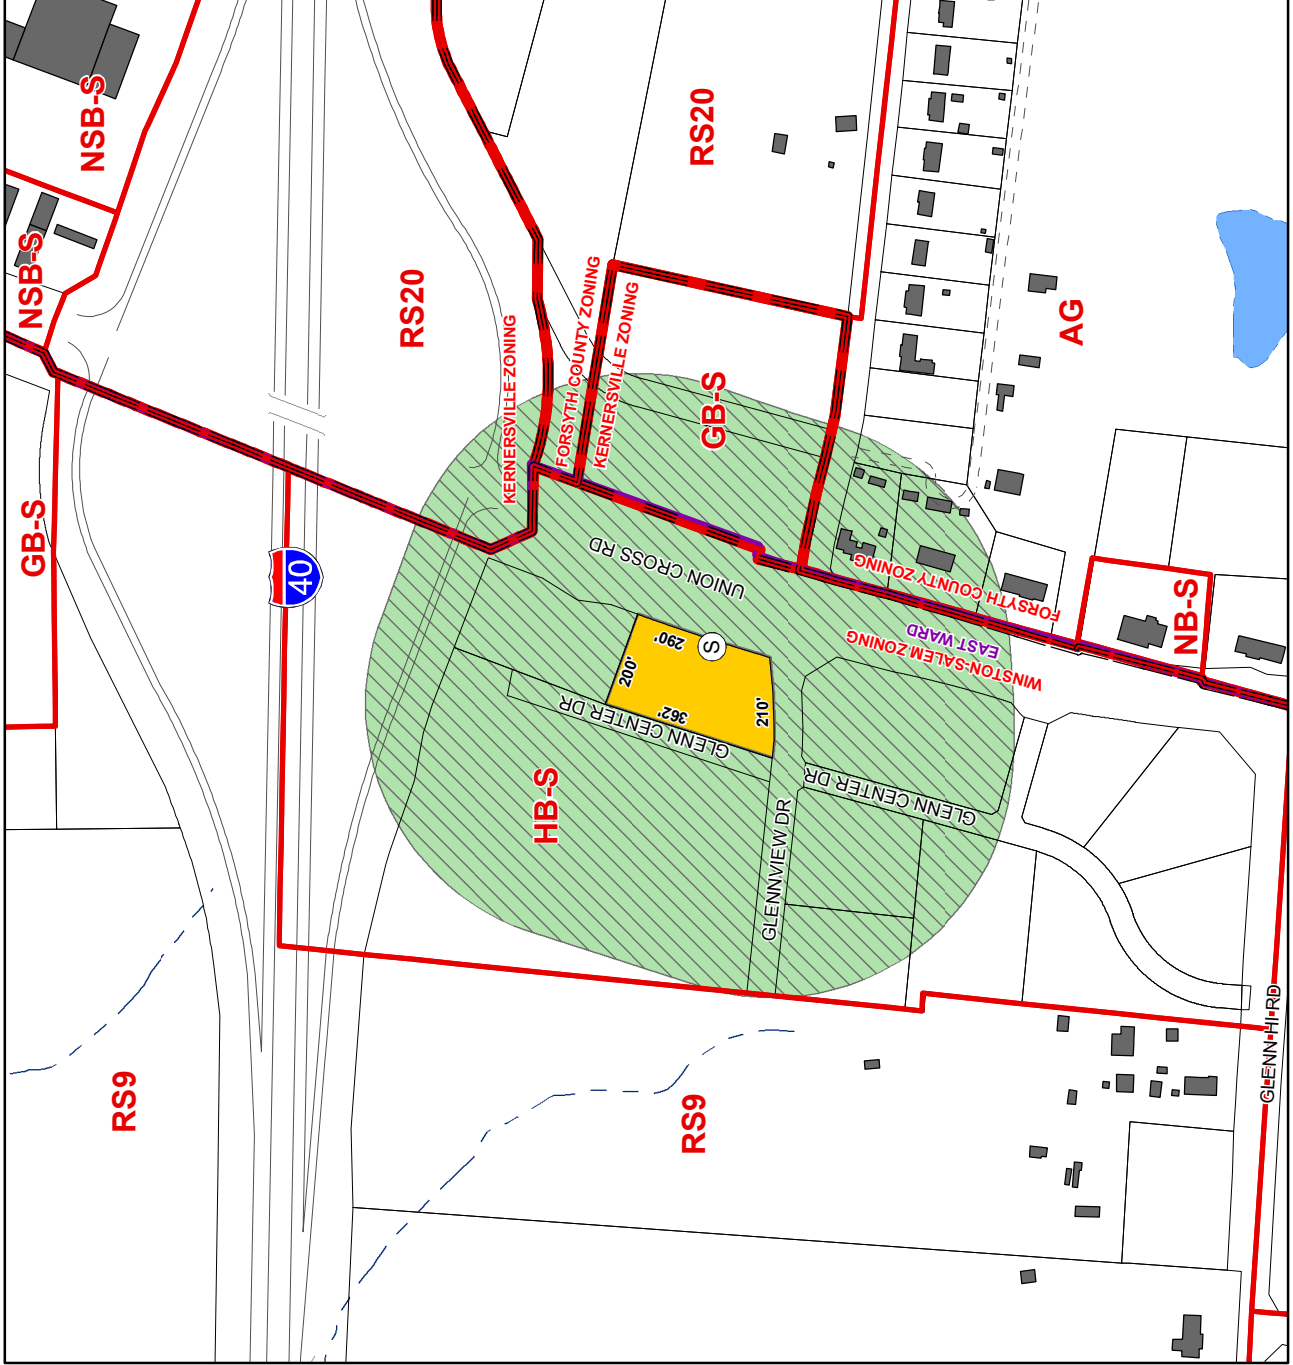 NSB-S
NSB-S
RS20
RS20
KERNERSVILLE ZONING
FORSYTH COUNTY ZONING
KERNERSVILLE ZONING
GB-S
AG
GB-S
40
UNION CROSS RD
FORSYTH COUNTY ZONING
EAST WARD
WINSTON-SALEM ZONING
NB-S
290'
S
200'
362'
210'
GLENN CENTER DR
HB-S
GLENN CENTER DR
GLENNVIEW DR
RS9
RS9
GLENN HI RD